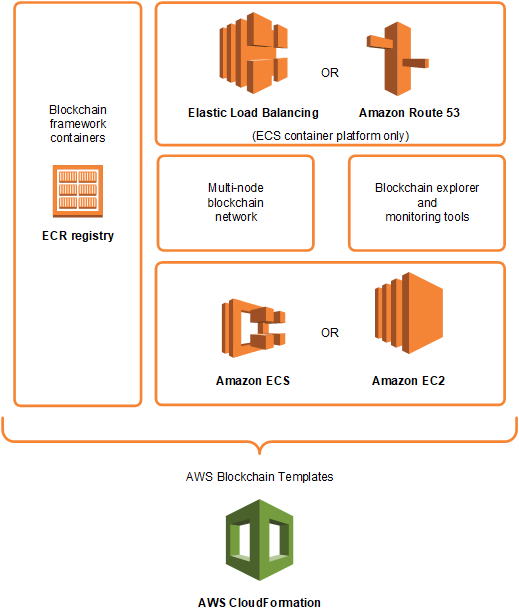 Blockchain
framework
containers
ECR registry
OR
Elastic Load Balancing
Amazon Route 53
(ECS container platform only)
Multi-node
blockchain
network
Blockchain explorer
and
monitoring tools
OR
Amazon ECS
Amazon EC2
AWS Blockchain Templates
AWS CloudFormation